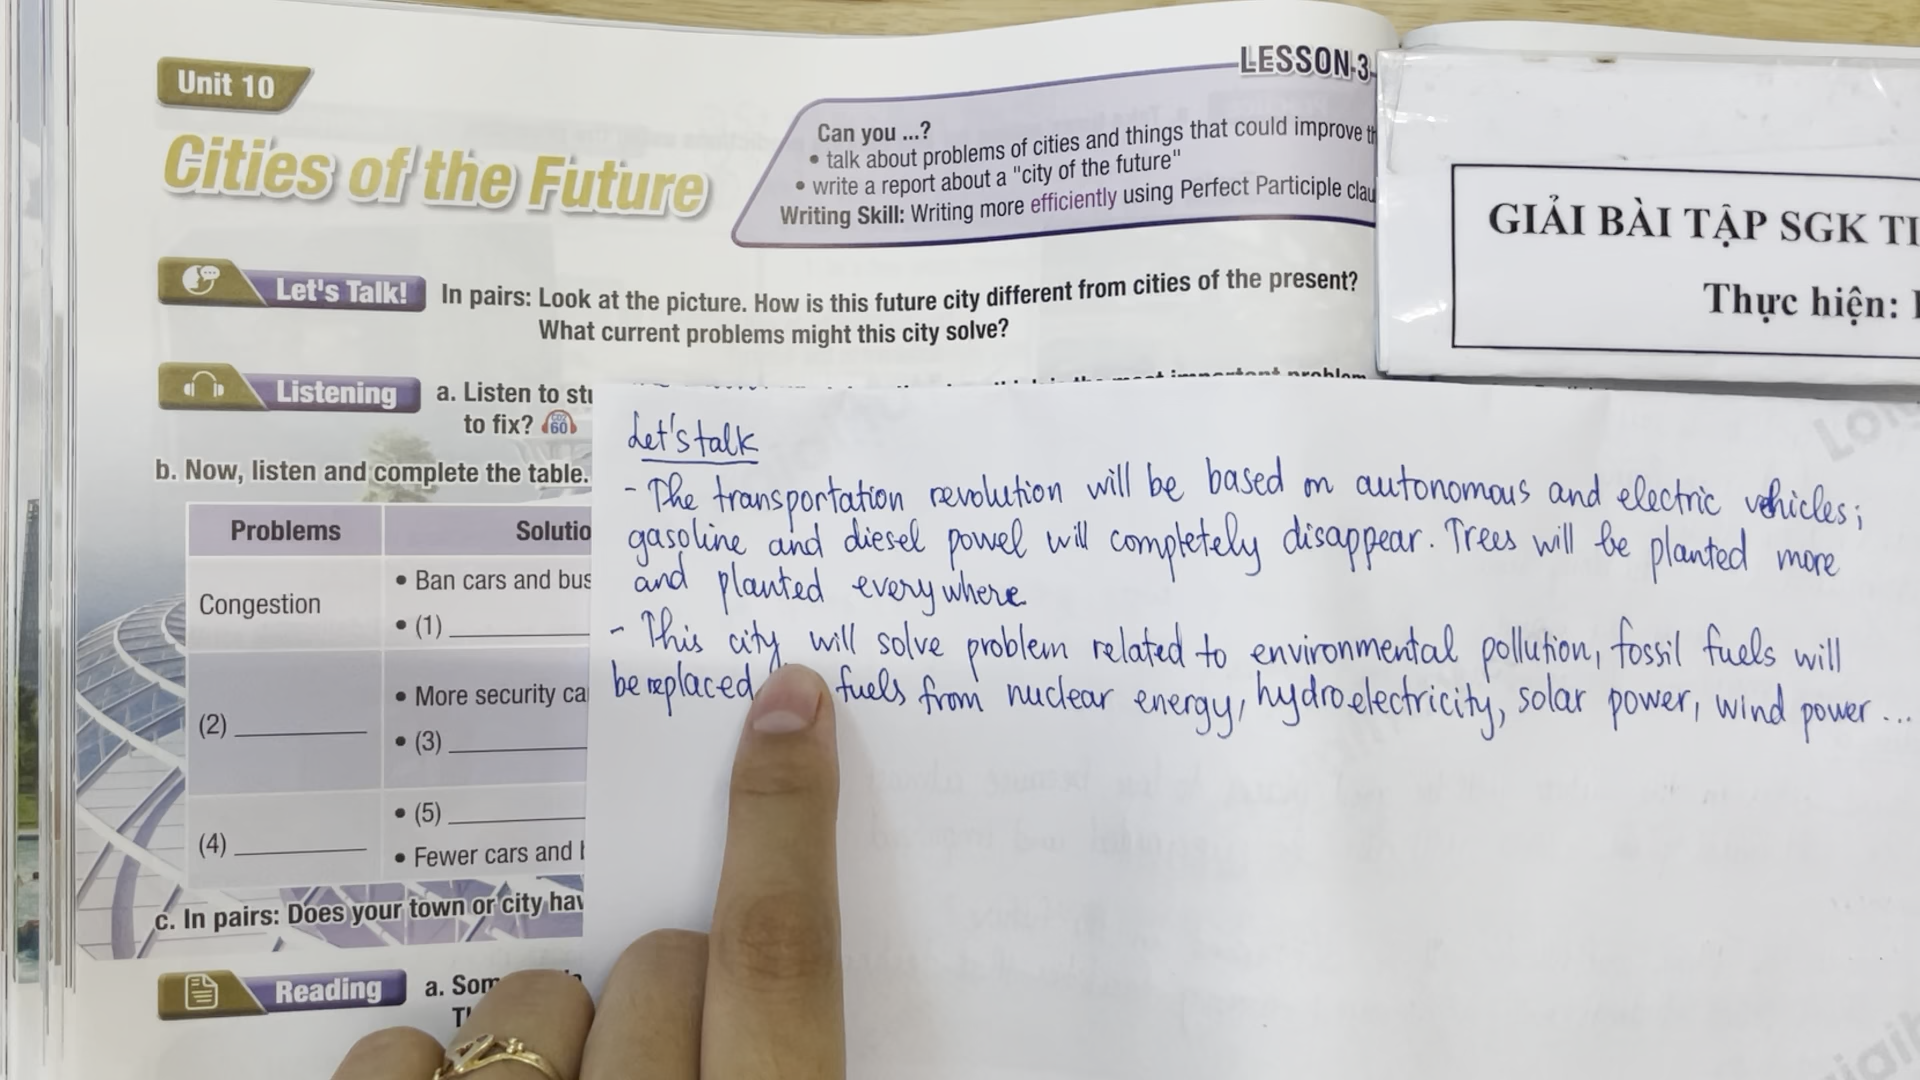 Unit 10
Cities of the Future
LESSON 3
Can you ...?
• talk about problems of cities and things that could improve
• write a report about a "city of the future"
Writing Skill: Writing more efficiently using Perfect Participle
Let's Talk!
In pairs: Look at the picture. How is this future city different from cities of the present?
What current problems might this city solve?
Listening
a. Listen to
to fix?
60
b. Now, listen and complete the table.
Problems
Congestion
• Ban cars and
• (1)
(2)
• More security
• (3)
(4)
• (5)
• Fewer cars and
c. In pairs: Does your town or city
Reading
a.
GIẢI BÀI TẬP SGK
Thực hiện:
Let's talk
- The transportation revolution will be based on autonomous and electric vehicles;
gasoline and diesel powel will completely disappear. Trees will be planted more
and planted everywhere
- This city will solve problem related to environmental pollution, fossil fuels will
be replaced fuels from nuclear energy, hydroelectricity, solar power, wind power ...